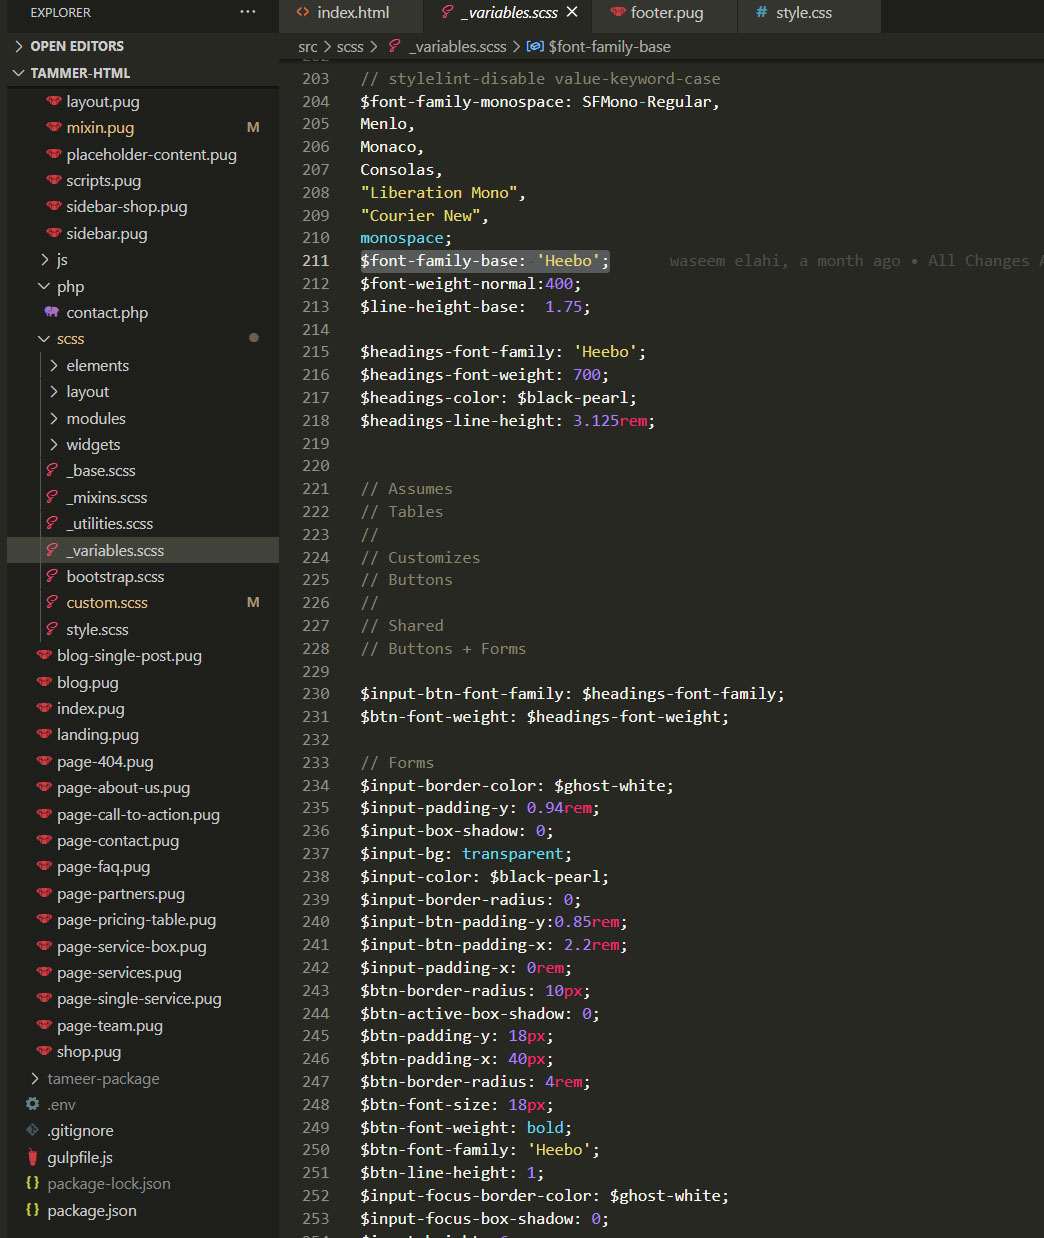 EXPLORER
···
OPEN EDITORS
TAMMER-HTML
layout.pug
mixin.pug M
placeholder-content.pug
scripts.pug
sidebar-shop.pug
sidebar.pug
js
php
contact.php
scss
elements
layout
modules
widgets
_base.scss
_mixins.scss
_utilities.scss
_variables.scss
bootstrap.scss
custom.scss M
style.scss
blog-single-post.pug
blog.pug
index.pug
landing.pug
page-404.pug
page-about-us.pug
page-call-to-action.pug
page-contact.pug
page-faq.pug
page-partners.pug
page-pricing-table.pug
page-service-box.pug
page-services.pug
page-single-service.pug
page-team.pug
shop.pug
tameer-package
.env
.gitignore
gulpfile.js
package-lock.json
package.json
index.html _variables.scss footer.pug # style.css
src > scss > _variables.scss > $font-family-base
203 // stylelint-disable value-keyword-case
204 $font-family-monospace: SFMono-Regular,
205 Menlo,
206 Monaco,
207 Consolas,
208 "Liberation Mono",
209 "Courier New",
210 monospace;
211 $font-family-base: 'Heebo'; waseem elahi, a month ago • All Changes
212 $font-weight-normal:400;
213 $line-height-base:  1.75;
214
215 $headings-font-family: 'Heebo';
216 $headings-font-weight: 700;
217 $headings-color: $black-pearl;
218 $headings-line-height: 3.125rem;
219
220
221 // Assumes
222 // Tables
223 //
224 // Customizes
225 // Buttons
226 //
227 // Shared
228 // Buttons + Forms
229
230 $input-btn-font-family: $headings-font-family;
231 $btn-font-weight: $headings-font-weight;
232
233 // Forms
234 $input-border-color: $ghost-white;
235 $input-padding-y: 0.94rem;
236 $input-box-shadow: 0;
237 $input-bg: transparent;
238 $input-color: $black-pearl;
239 $input-border-radius: 0;
240 $input-btn-padding-y:0.85rem;
241 $input-btn-padding-x: 2.2rem;
242 $input-padding-x: 0rem;
243 $btn-border-radius: 10px;
244 $btn-active-box-shadow: 0;
245 $btn-padding-y: 18px;
246 $btn-padding-x: 40px;
247 $btn-border-radius: 4rem;
248 $btn-font-size: 18px;
249 $btn-font-weight: bold;
250 $btn-font-family: 'Heebo';
251 $btn-line-height: 1;
252 $input-focus-border-color: $ghost-white;
253 $input-focus-box-shadow: 0;